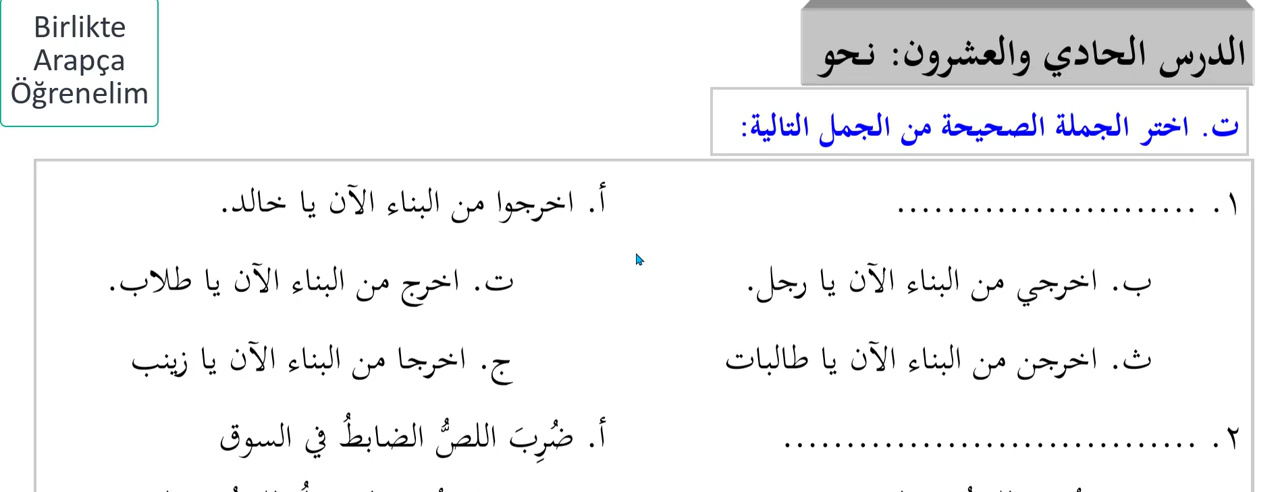 Birlikte
Arapça
Öğrenelim
الدرس الحادي والعشرون: نحو
ت. اختر الجملة الصحيحة من الجمل التالية:
١. ........................ أ. اخرجوا من البناء الآن يا خالد.
ب. اخرجي من البناء الآن يا رجل. ت. اخرج من البناء الآن يا طلاب.
ث. اخرجن من البناء الآن يا طالبات ج. اخرجا من البناء الآن يا زينب
٢. ................................. أ. ضُرِبَ اللصُّ الضابطُ في السوق